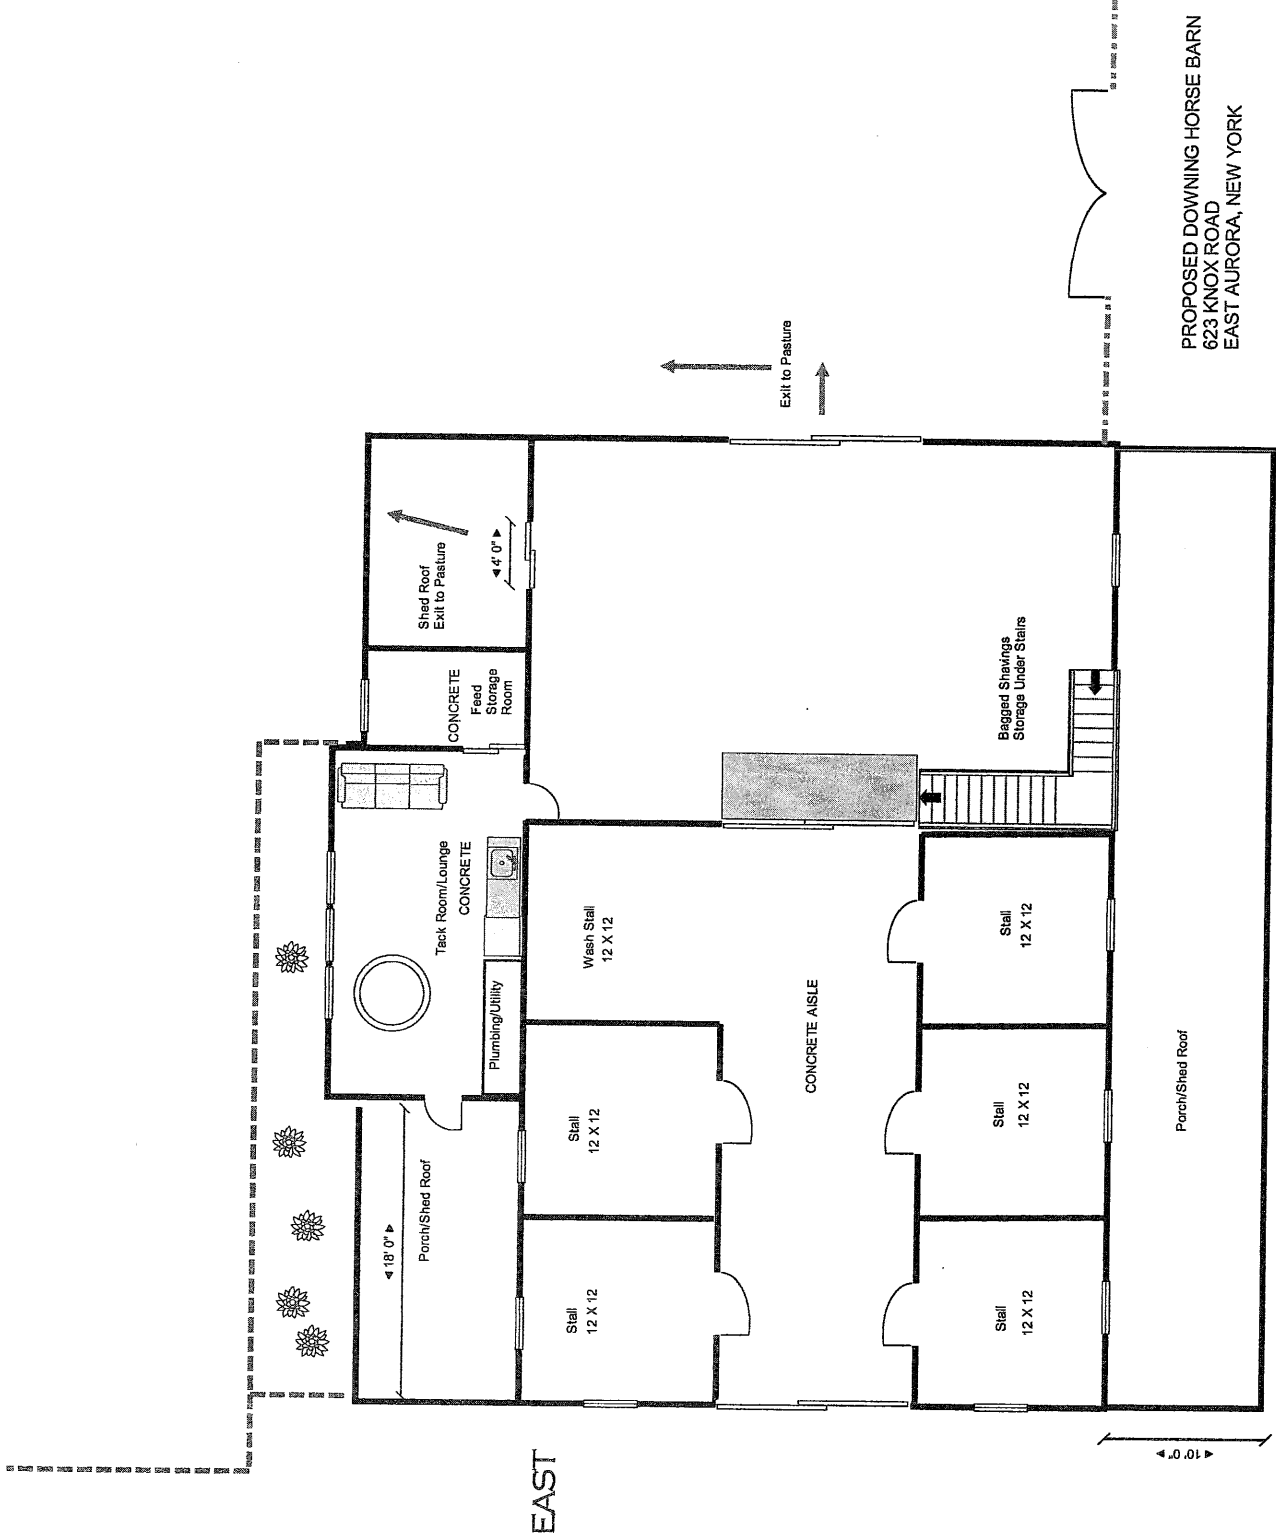 PROPOSED DOWNING HORSE BARN
623 KNOX ROAD
EAST AURORA, NEW YORK
Exit to Pasture
Shed Roof
Exit to Pasture
4' 0"
CONCRETE
Feed
Storage
Room
Bagged Shavings
Storage Under Stairs
Tack Room/Lounge
CONCRETE
Plumbing/Utility
Wash Stall
12 X 12
Stall
12 X 12
CONCRETE AISLE
Stall
12 X 12
Stall
12 X 12
Stall
12 X 12
Stall
12 X 12
Porch/Shed Roof
18' 0"
Porch/Shed Roof
10' 0"
EAST